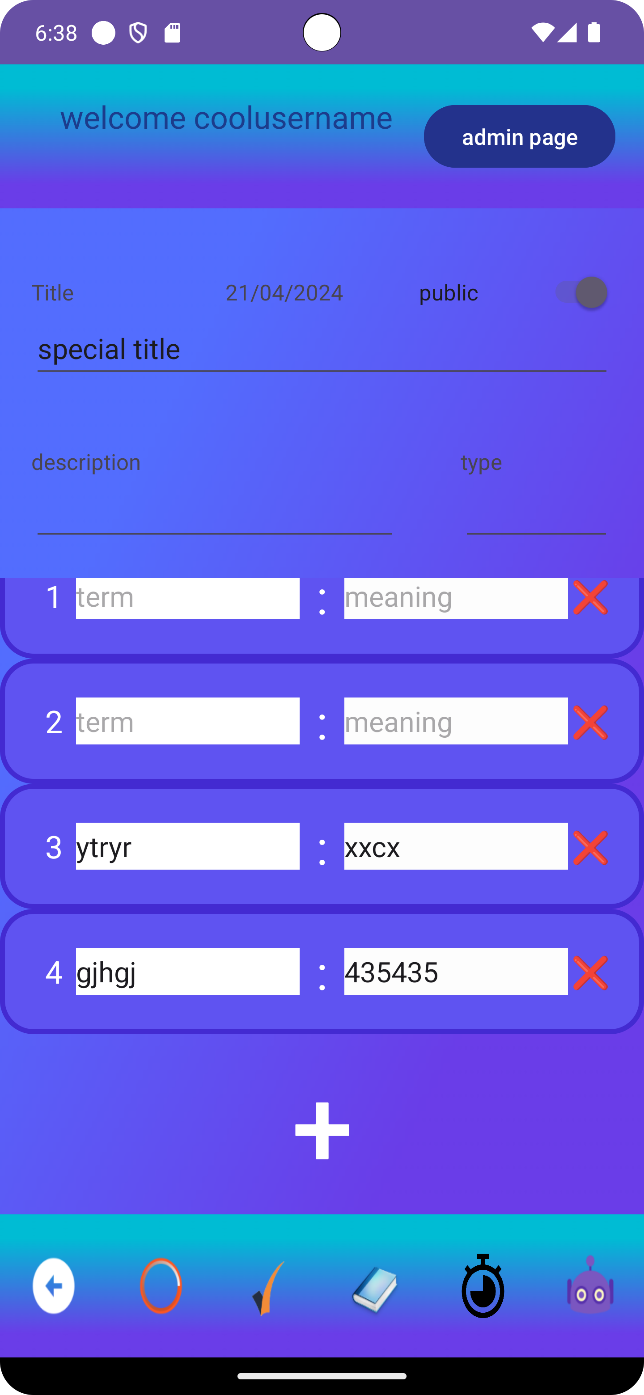 6:38
welcome coolusername
admin page
Title 21/04/2024 public
special title
description type
1 term : meaning
2 term : meaning
3 ytryr : xxcx
4 gjhgj : 435435